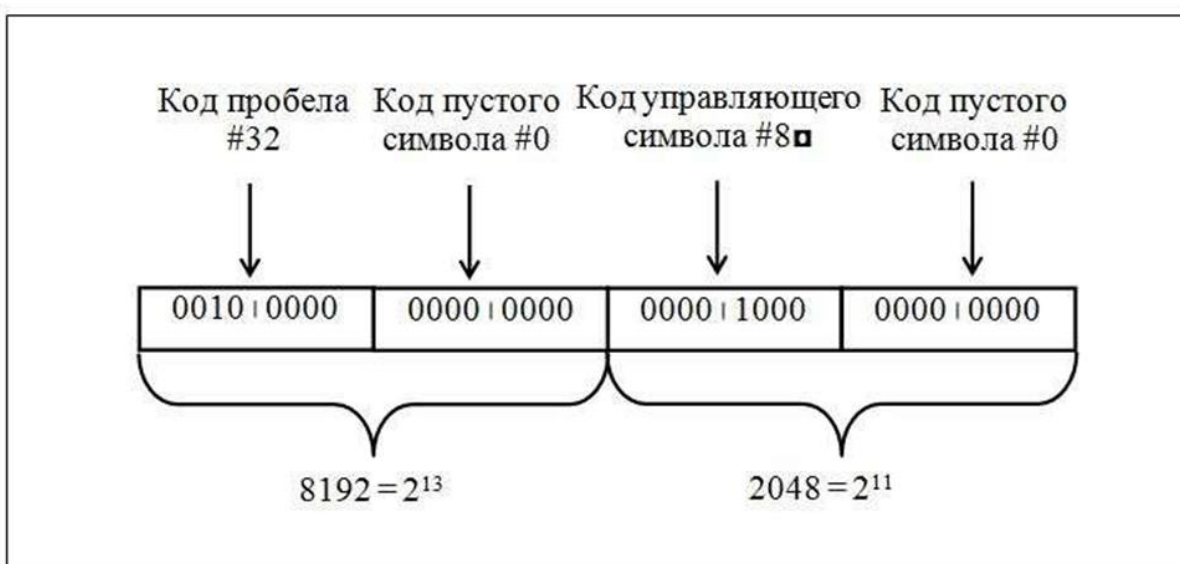 Код пробела
#32
Код пустого
символа #0
Код управляющего
символа #8◘
Код пустого
символа #0
0010 | 0000
0000 | 0000
0000 | 1000
0000 | 0000
8192 = 2¹³
2048 = 2¹¹